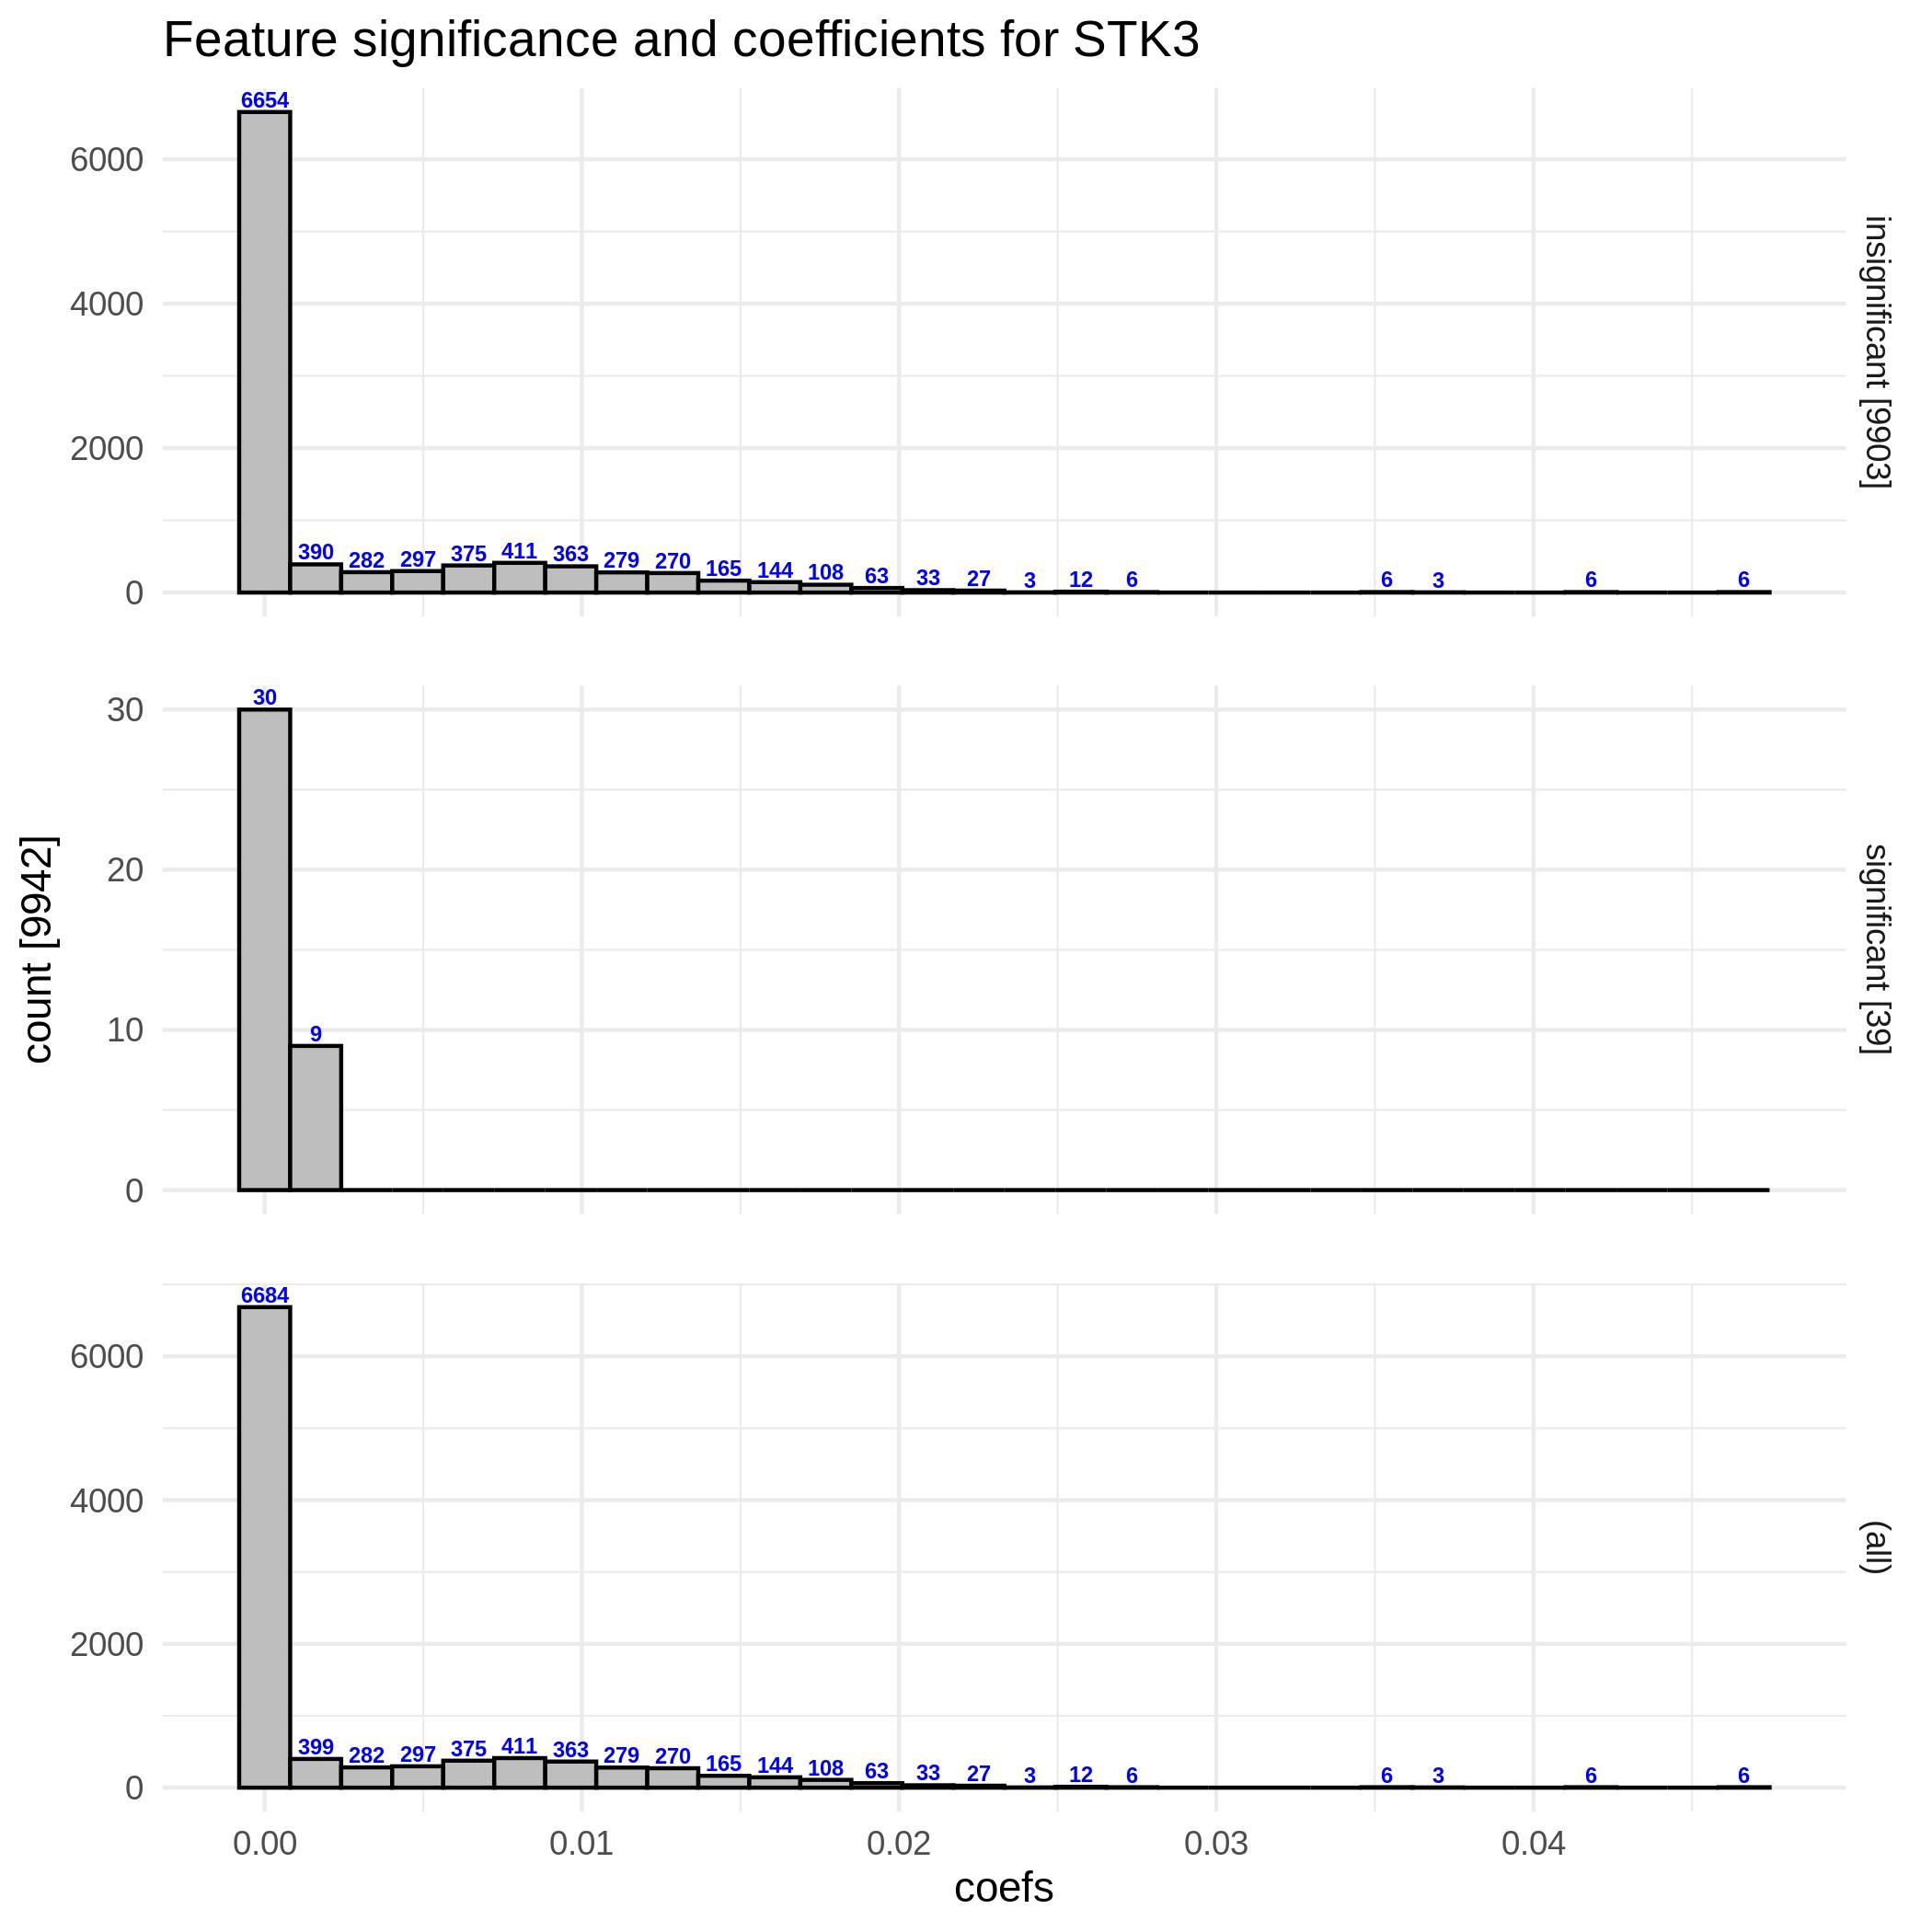 Feature significance and coefficients for STK3
6654
6000
4000
2000
0
390 282 297 375 411 363 279 270 165 144 108 63 33 27 3 12 6 6 3 6 6
insignificant [9903]
count [9942]
30
30
20
10
0
9
significant [39]
6684
6000
4000
2000
0
399 282 297 375 411 363 279 270 165 144 108 63 33 27 3 12 6 6 3 6 6
(all)
0.00 0.01 0.02 0.03 0.04
coefs